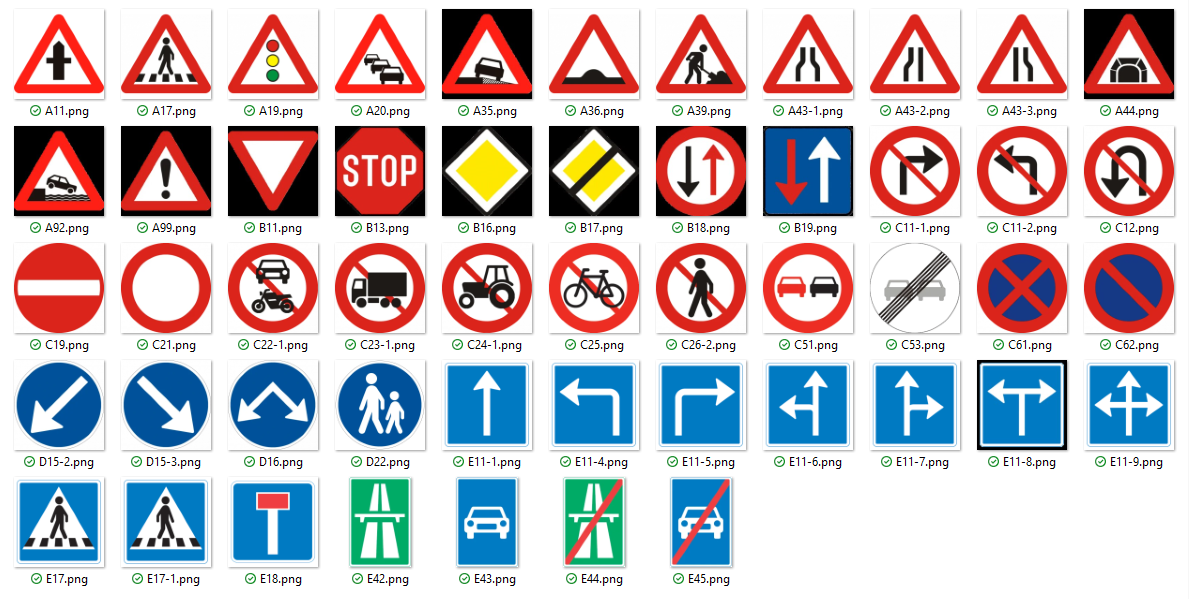 A11.png A17.png A19.png A20.png A35.png A36.png A39.png A43-1.png A43-2.png A43-3.png A44.png
STOP
A92.png A99.png B11.png B13.png B16.png B17.png B18.png B19.png C11-1.png C11-2.png C12.png
C19.png C21.png C22-1.png C23-1.png C24-1.png C25.png C26-2.png C51.png C53.png C61.png C62.png
D15-2.png D15-3.png D16.png D22.png E11-1.png E11-4.png E11-5.png E11-6.png E11-7.png E11-8.png E11-9.png
E17.png E17-1.png E18.png E42.png E43.png E44.png E45.png